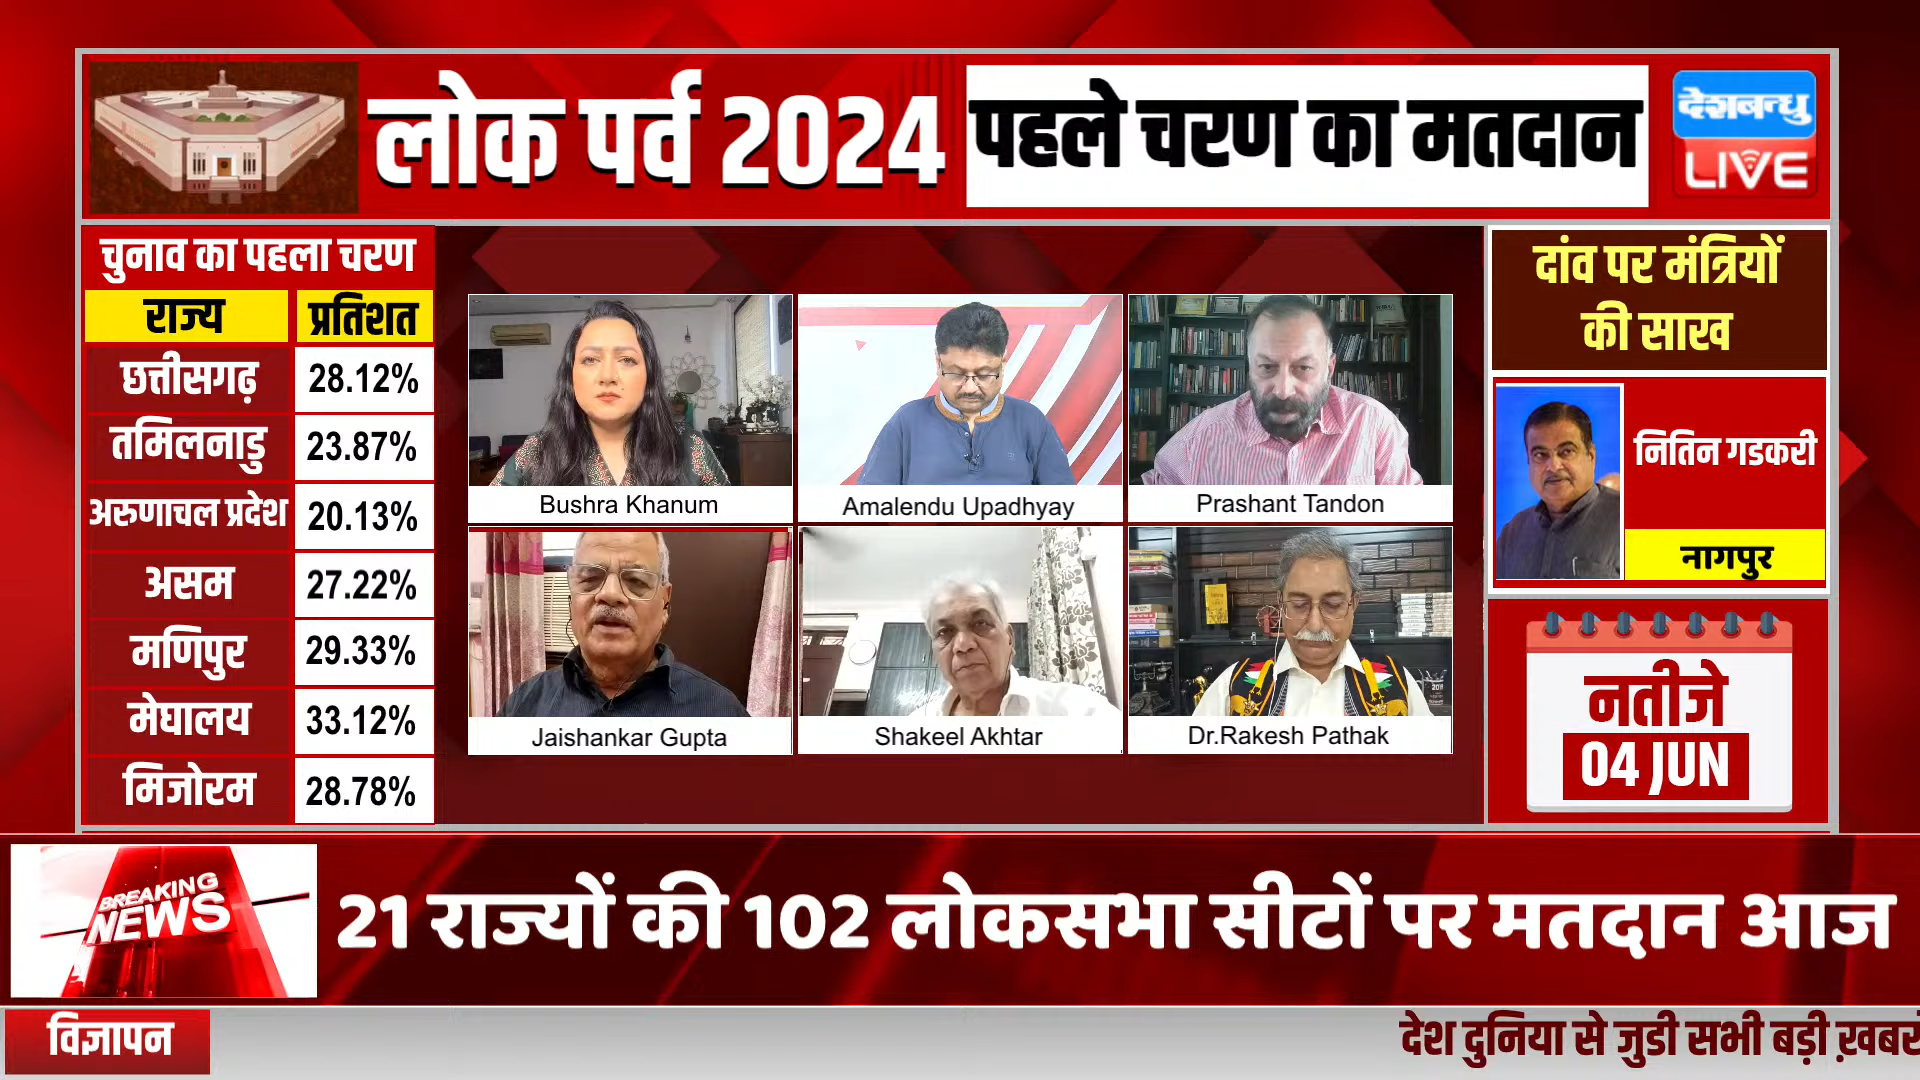 लोक पर्व 2024
पहले चरण का मतदान
देशबन्धु
LIVE
चुनाव का पहला चरण
राज्य प्रतिशत
छत्तीसगढ़ 28.12%
तमिलनाडु 23.87%
अरुणाचल प्रदेश 20.13%
असम 27.22%
मणिपुर 29.33%
मेघालय 33.12%
मिजोरम 28.78%
Bushra Khanum
Amalendu Upadhyay
Prashant Tandon
Jaishankar Gupta
Shakeel Akhtar
Dr.Rakesh Pathak
दांव पर मंत्रियों
की साख
नितिन गडकरी
नागपुर
नतीजे
04 JUN
BREAKING
NEWS
21 राज्यों की 102 लोकसभा सीटों पर मतदान आज
विज्ञापन
देश दुनिया से जुडी सभी बड़ी ख़बरें